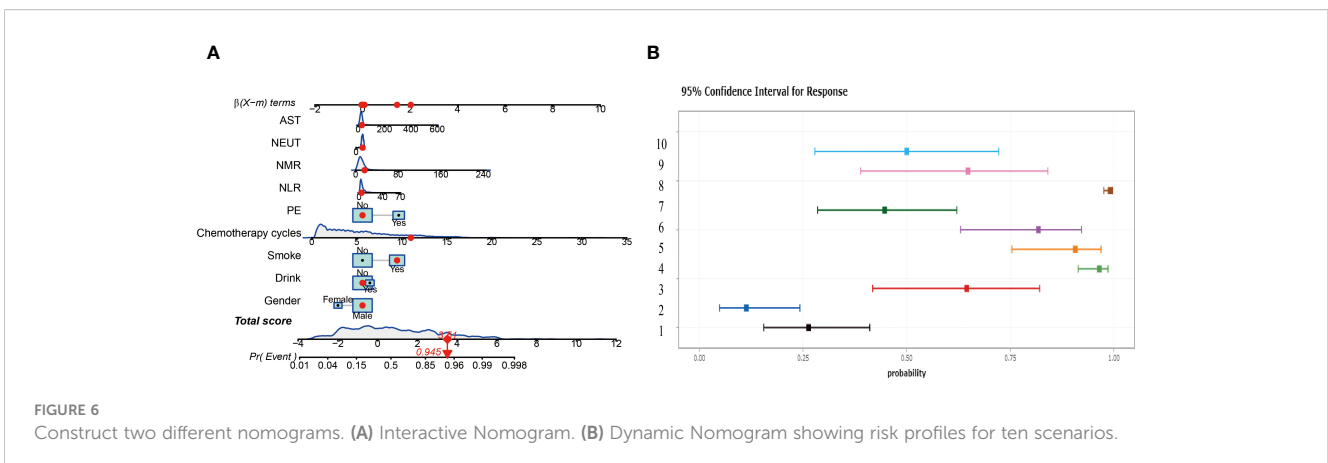 A
β(X−m) terms
−2 0 2 4 6 8 10
AST
0 200 400 600
NEUT
0
NMR
0 80 160 240
NLR
0 40 70
PE
No
Yes
Chemotherapy cycles
0 5 10 15 20 25 30 35
Smoke
No
Yes
Drink
No
Yes
Gender
Female
Male
Total score
−4 −2 0 2 4 6 8 10 12
Pr( Event )
0.945
0.01 0.04 0.15 0.5 0.85 0.96 0.99 0.998
B
95% Confidence Interval for Response
10
9
8
7
6
5
4
3
2
1
0.00 0.25 0.50 0.75 1.00
probability
FIGURE 6
Construct two different nomograms. (A) Interactive Nomogram. (B) Dynamic Nomogram showing risk profiles for ten scenarios.